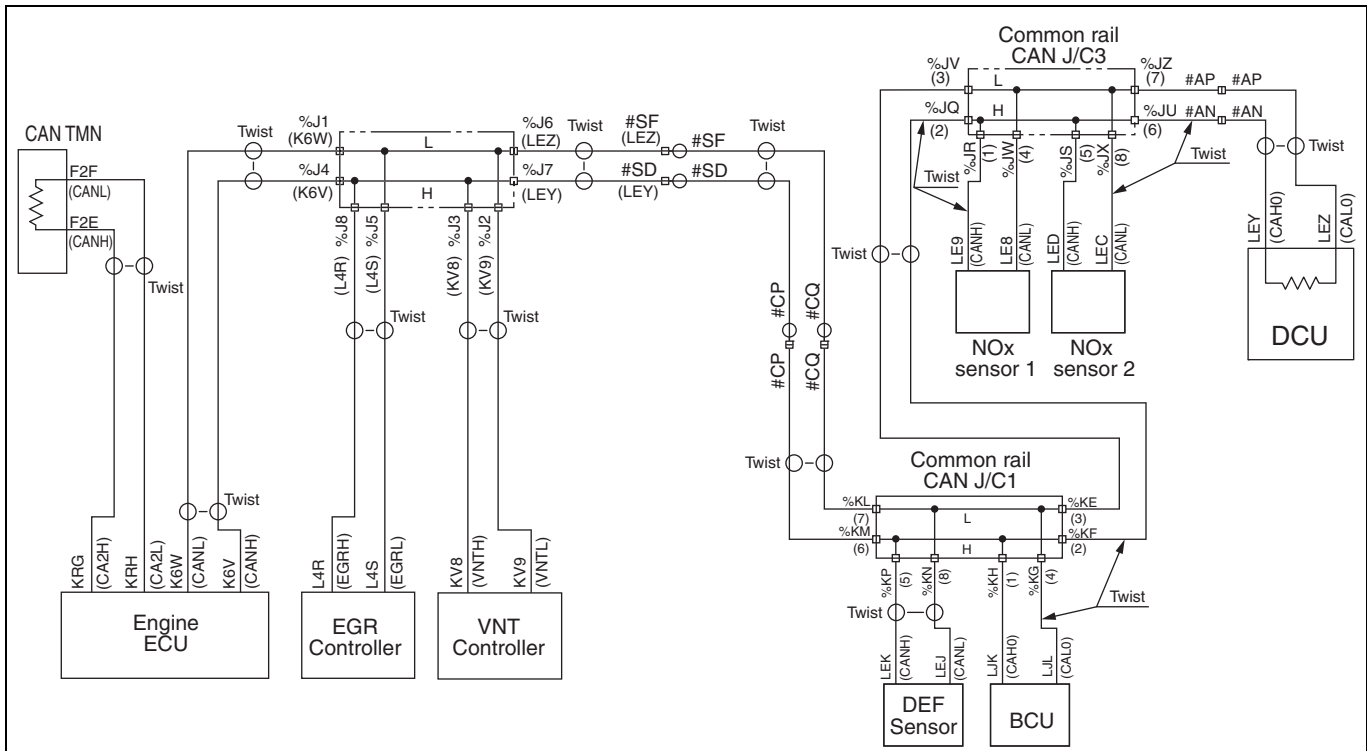 Common rail
CAN J/C3
%JV
(3)
L
%JZ
(7)
#AP
#AP
%JQ
(2)
H
%JU
(6)
#AN
#AN
%JR
(1)
%JW
(4)
%JS
(5)
%JX
(8)
Twist
Twist
Twist
CAN TMN
F2F
(CANL)
F2E
(CANH)
Twist
Twist
%J1
(K6W)
L
%J6
(LEZ)
Twist
#SF
(LEZ)
#SF
Twist
%J4
(K6V)
H
%J7
(LEY)
#SD
(LEY)
#SD
(L4R) %J8
(L4S) %J5
(KV8) %J3
(KV9) %J2
Twist
Twist
LE9
(CANH)
LE8
(CANL)
LED
(CANH)
LEC
(CANL)
LEY
(CAH0)
LEZ
(CAL0)
Twist
NOx
sensor 1
NOx
sensor 2
DCU
#CP
#CQ
#CP
#CQ
Twist
Common rail
CAN J/C1
%KL
(7)
L
%KE
(3)
%KM
(6)
H
%KF
(2)
%KP
(5)
%KN
(8)
%KH
(1)
%KG
(4)
Twist
Twist
Twist
KRG
(CA2H)
KRH
(CA2L)
K6W
(CANL)
K6V
(CANH)
L4R
(EGRH)
L4S
(EGRL)
KV8
(VNTH)
KV9
(VNTL)
Engine
ECU
EGR
Controller
VNT
Controller
LEK
(CANH)
LEJ
(CANL)
LJK
(CAH0)
LJL
(CAL0)
DEF
Sensor
BCU